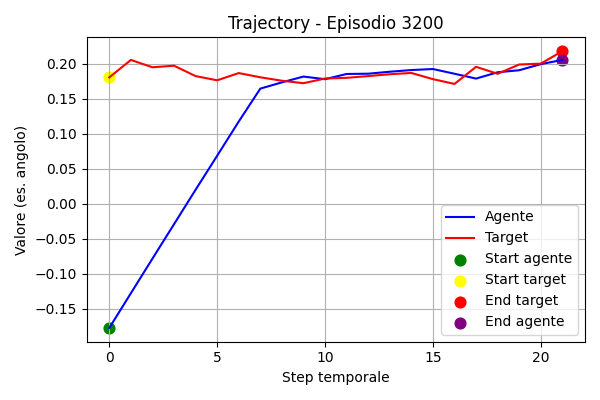 Trajectory - Episodio 3200
Valore (es. angolo)
0.20
0.15
0.10
0.05
0.00
−0.05
−0.10
−0.15
0
5
10
15
20
Step temporale
Agente
Target
Start agente
Start target
End target
End agente